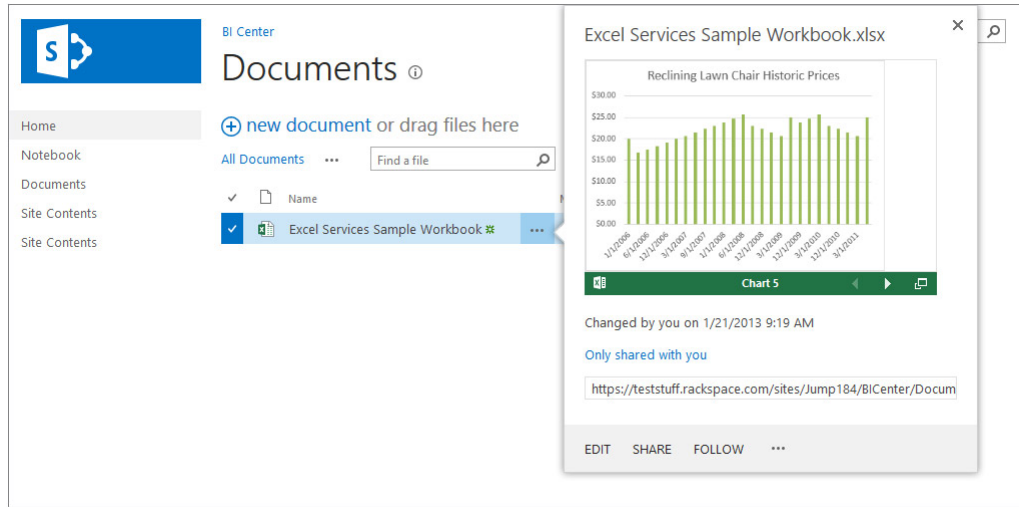 S
BI Center
Documents
Home
Notebook
Documents
Site Contents
Site Contents
new document or drag files here
All Documents ...
Find a file
Name
Excel Services Sample Workbook ...
Excel Services Sample Workbook.xlsx
Reclining Lawn Chair Historic Prices
$30.00
$25.00
$20.00
$15.00
$10.00
$5.00
$0.00
1/1/2006
6/1/2006
12/1/2006
3/1/2007
9/1/2007
1/1/2008
6/1/2008
12/1/2008
3/1/2009
12/1/2009
3/1/2010
12/1/2010
3/1/2011
Chart 5
Changed by you on 1/21/2013 9:19 AM
Only shared with you
https://teststuff.rackspace.com/sites/Jump184/BICenter/Docum
EDIT SHARE FOLLOW ...